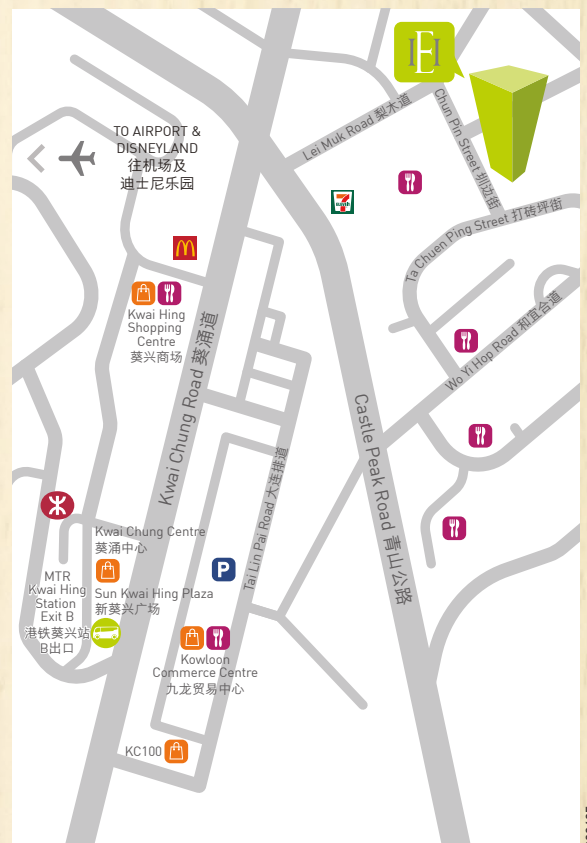 IEI
Chun Pin Street 圳边街
Lei Muk Road 梨木道
TO AIRPORT &
DISNEYLAND
往机场及
迪士尼乐园
7
ELEVEN
Ta Chuen Ping Street 打砖坪街
Kwai Hing
Shopping
Centre
葵兴商场
Kwai Chung Road 葵涌道
Wo Yi Hop Road 和宜合道
Castle Peak Road 青山公路
Tai Lin Pai Road 大连排道
Kwai Chung Centre
葵涌中心
P
MTR
Kwai Hing
Station
Exit B
港铁葵兴站
B出口
Sun Kwai Hing Plaza
新葵兴广场
Kowloon
Commerce Centre
九龙贸易中心
KC100